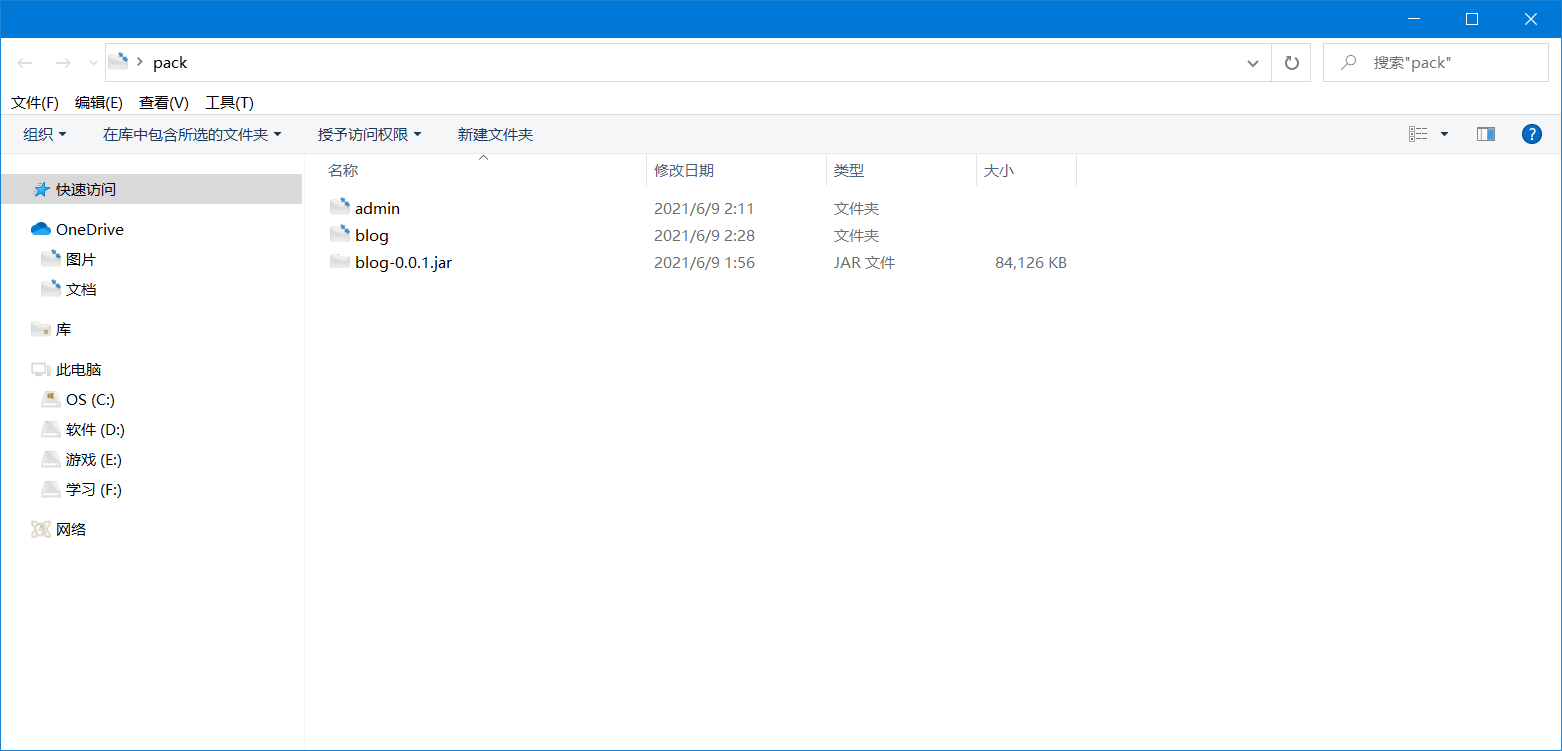 pack
搜索"pack"
文件(F) 编辑(E) 查看(V) 工具(T)
组织 在库中包含所选的文件夹 授予访问权限 新建文件夹 ?
名称 修改日期 类型 大小
快速访问
OneDrive
图片
文档
库
此电脑
OS (C:)
软件 (D:)
游戏 (E:)
学习 (F:)
网络
admin 2021/6/9 2:11 文件夹
blog 2021/6/9 2:28 文件夹
blog-0.0.1.jar 2021/6/9 1:56 JAR 文件 84,126 KB